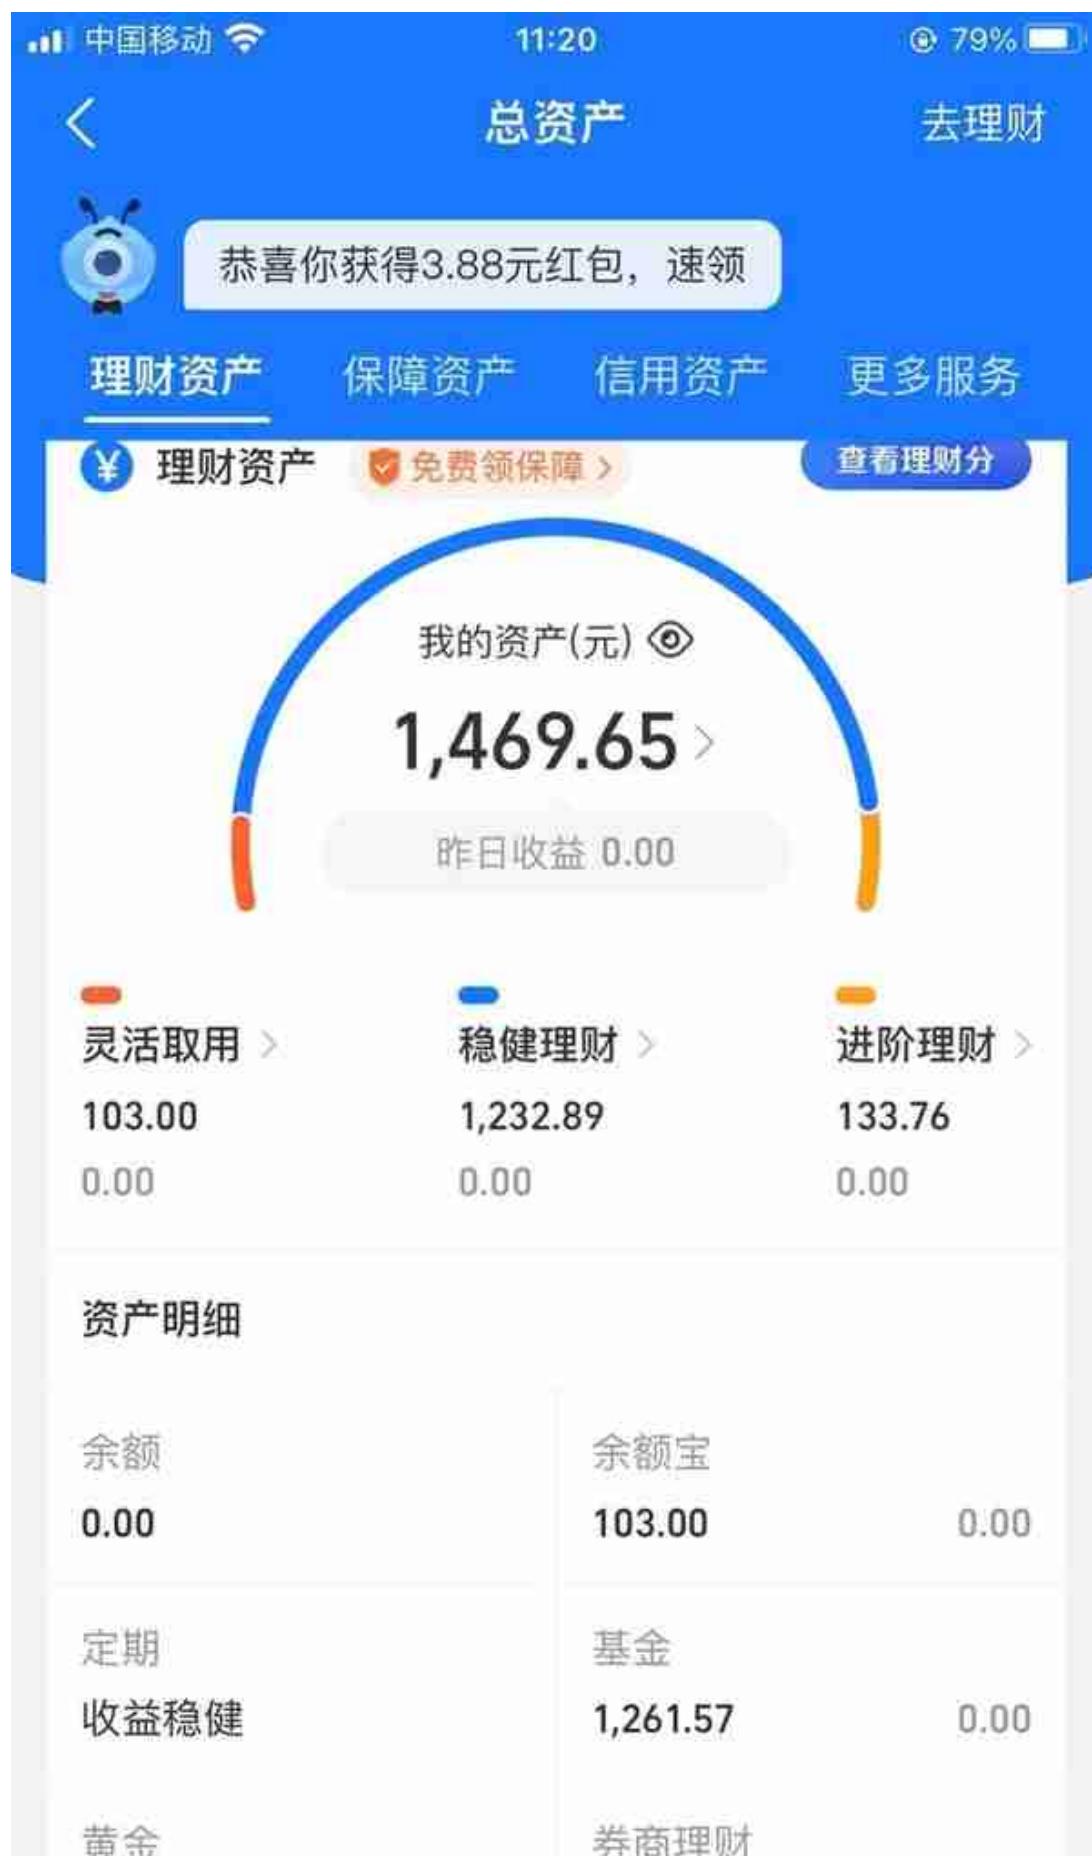 中国移动 11:20 79%
总资产 去理财
恭喜你获得3.88元红包，速领
理财资产 保障资产 信用资产 更多服务
¥ 理财资产 免费领保障 > 查看理财分
我的资产(元)
1,469.65 >
昨日收益 0.00
灵活取用 > 稳健理财 > 进阶理财 >
103.00 1,232.89 133.76
0.00 0.00 0.00
资产明细
余额 余额宝
0.00 103.00 0.00
定期 基金
收益稳健 1,261.57 0.00
黄金 券商理财